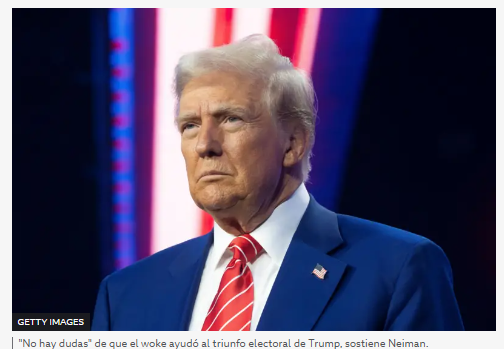 GETTY IMAGES
"No hay dudas" de que el woke ayudó al triunfo electoral de Trump, sostiene Neiman.